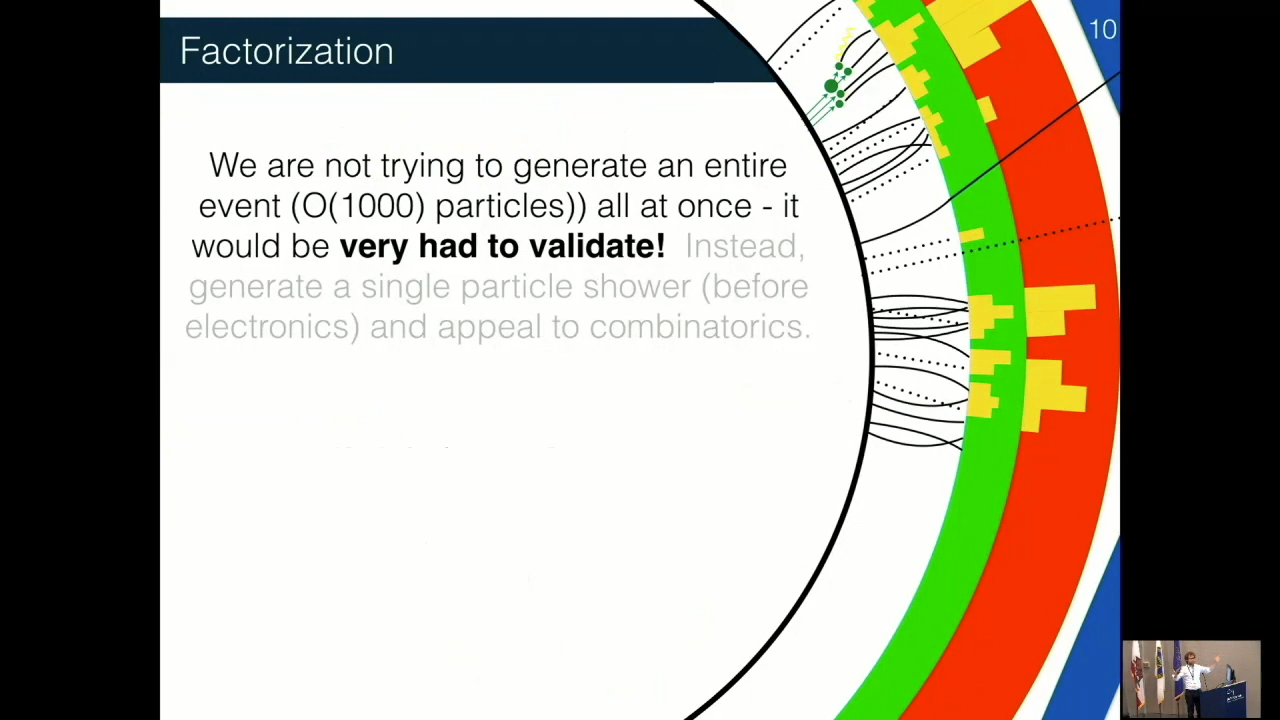 Factorization
10
We are not trying to generate an entire
event (O(1000) particles)) all at once - it
would be very had to validate! Instead,
generate a single particle shower (before
electronics) and appeal to combinatorics.